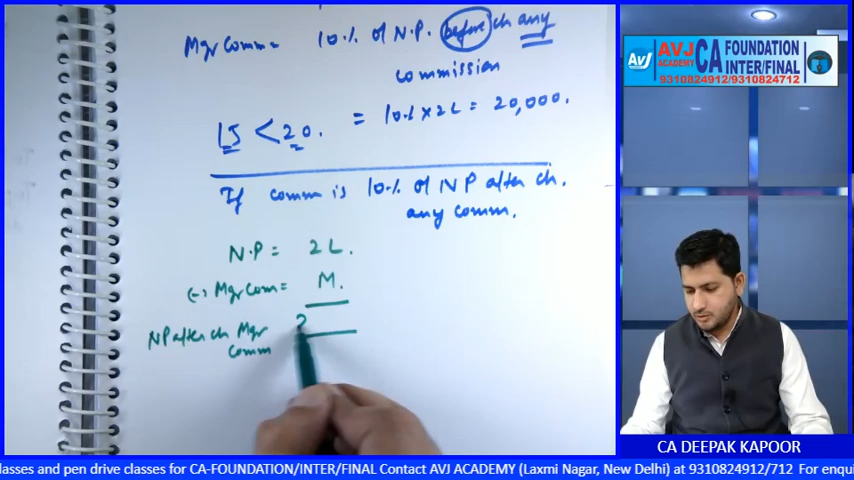 Mgr Comm = 10% of N.P. before ch any
commission
15 < 20. = 10% × 2L = 20,000.
If comm is 10% of NP after ch.
any comm.
N.P = 2L.
(-) Mgr Com = M.
NP after ch Mgr
Comm
2
AVJ
AVJ
ACADEMY
CA FOUNDATION
INTER/FINAL
9310824912/9310824712
CA DEEPAK KAPOOR
lasses and pen drive classes for CA-FOUNDATION/INTER/FINAL Contact AVJ ACADEMY (Laxmi Nagar, New Delhi) at 9310824912/712 For enqui